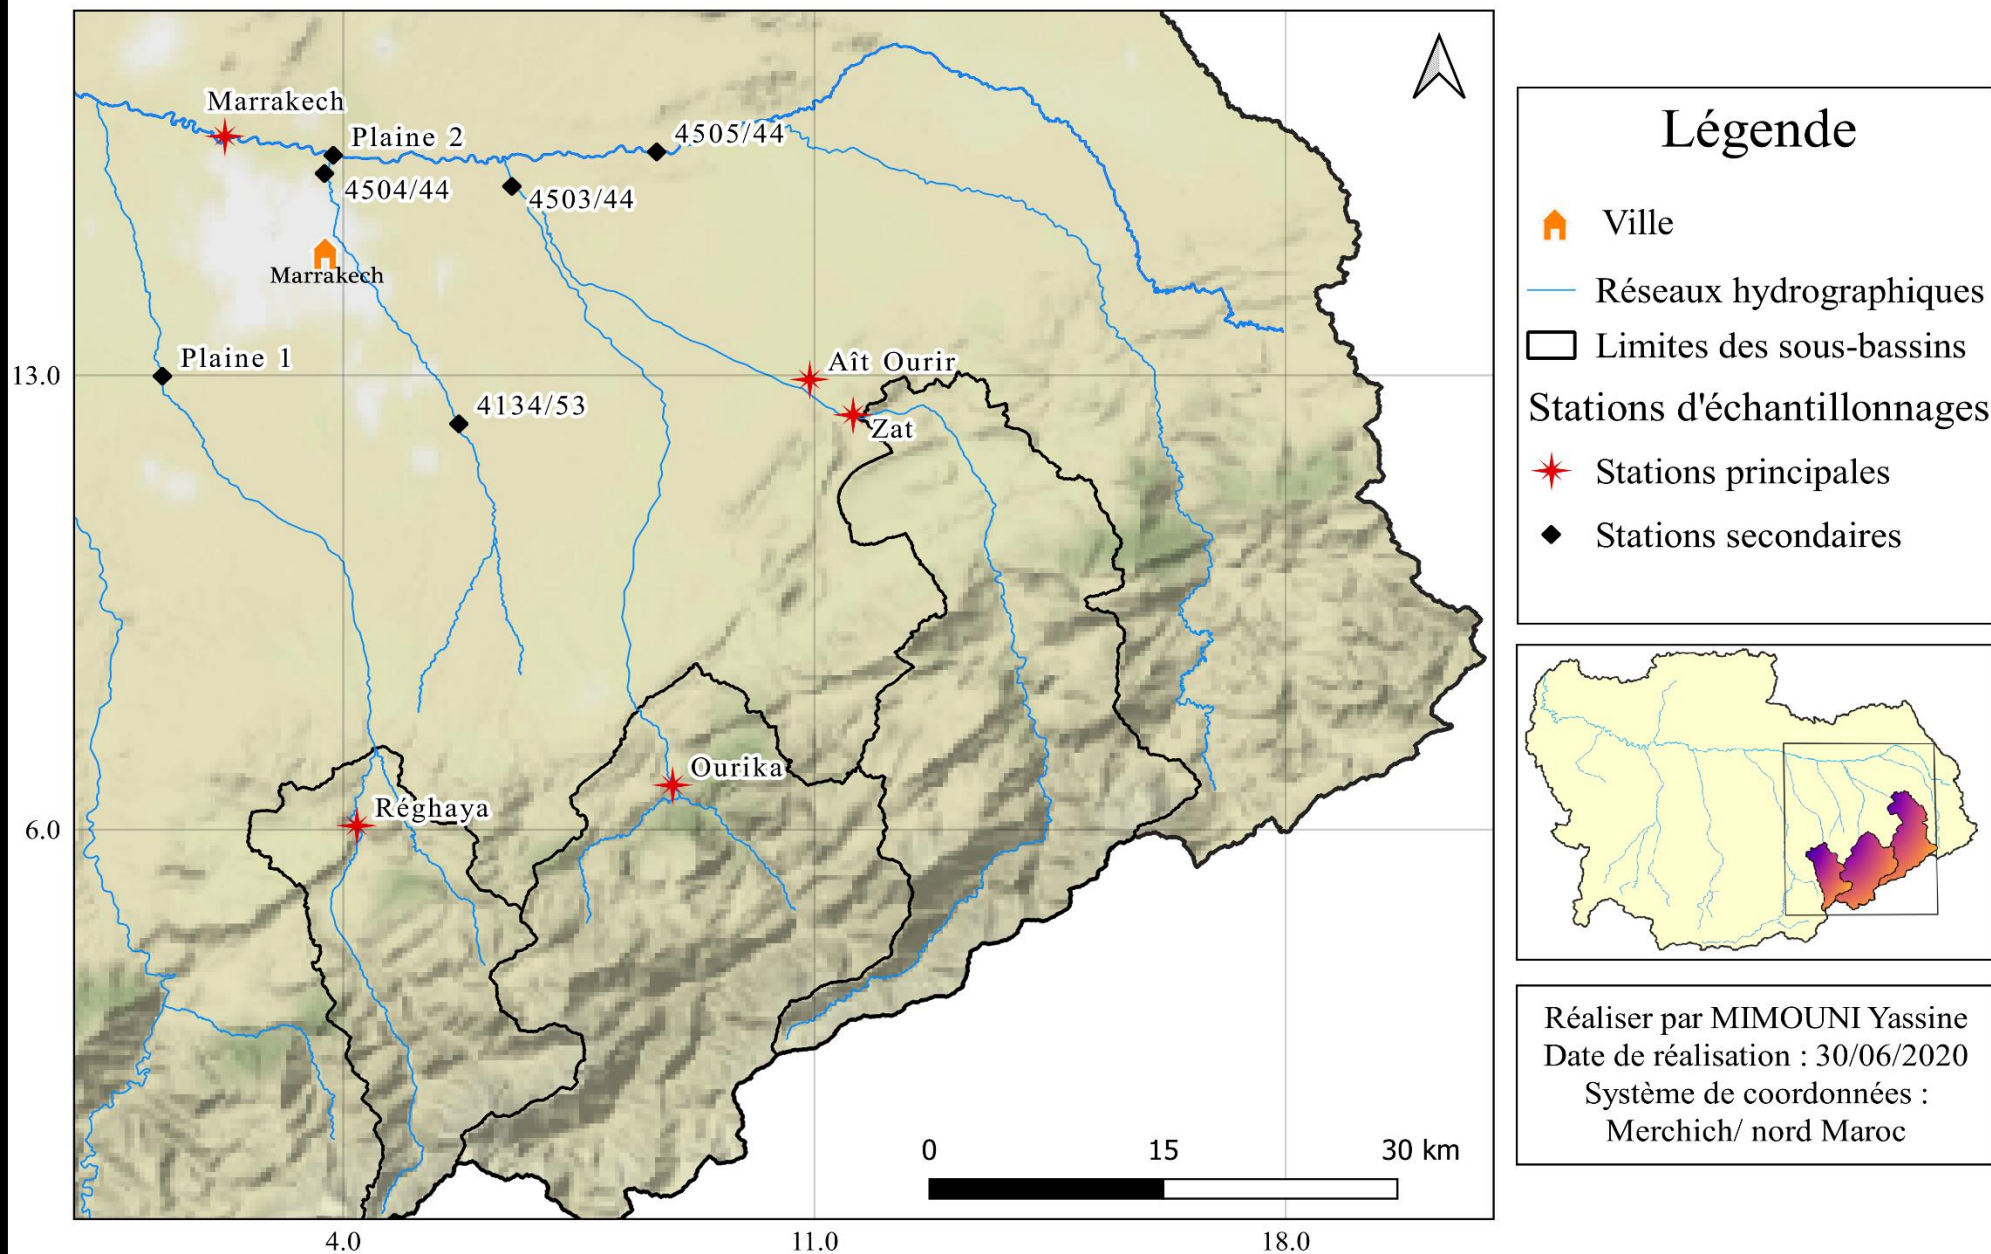 Marrakech
Plaine 2
4505/44
4504/44
4503/44
Marrakech
Plaine 1
Aît Ourir
4134/53
Zat
Ourika
Réghaya
13.0
6.0
4.0
11.0
18.0
0 15 30 km
Légende
Ville
Réseaux hydrographiques
Limites des sous-bassins
Stations d'échantillonnages
Stations principales
Stations secondaires
Réaliser par MIMOUNI Yassine
Date de réalisation : 30/06/2020
Système de coordonnées :
Merchich/ nord Maroc